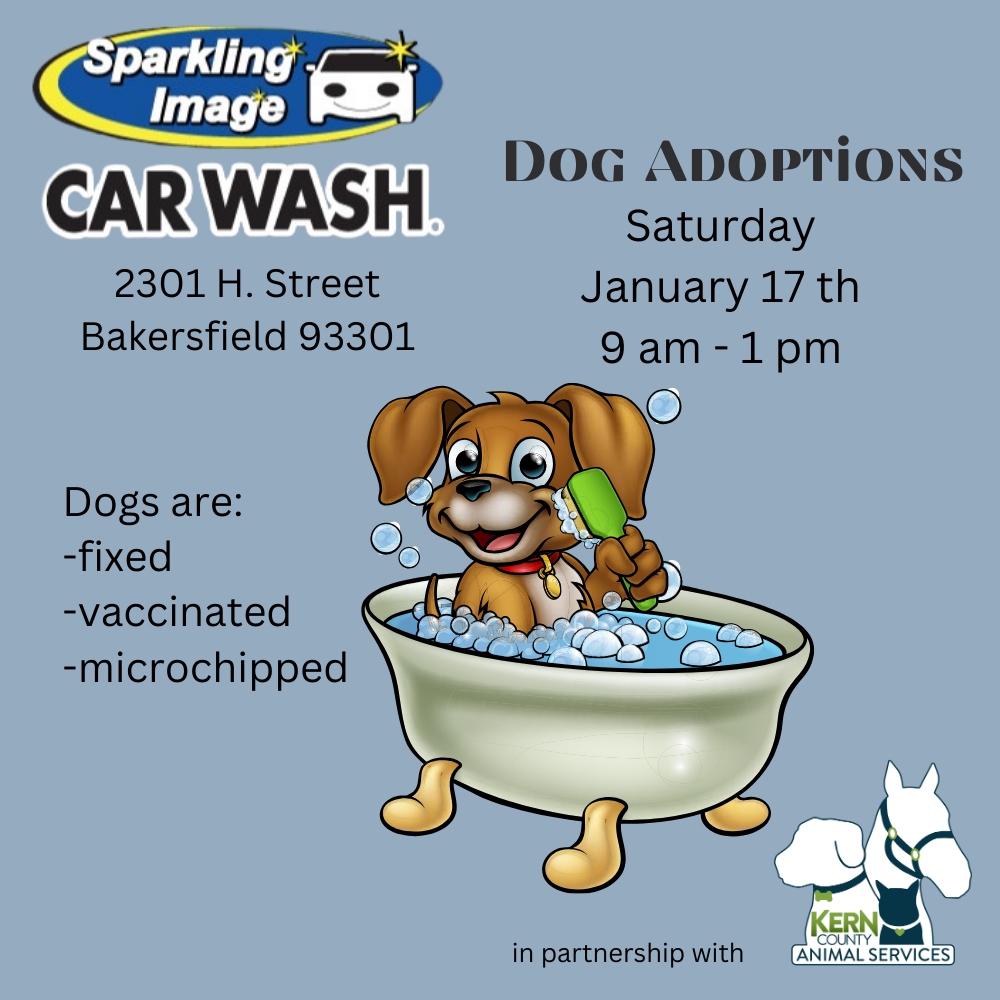 Sparkling
Image
CAR WASH.
2301 H. Street
Bakersfield 93301
Dog Adoptions
Saturday
January 17 th
9 am - 1 pm
Dogs are:
-fixed
-vaccinated
-microchipped
in partnership with
KERN
COUNTY
ANIMAL SERVICES